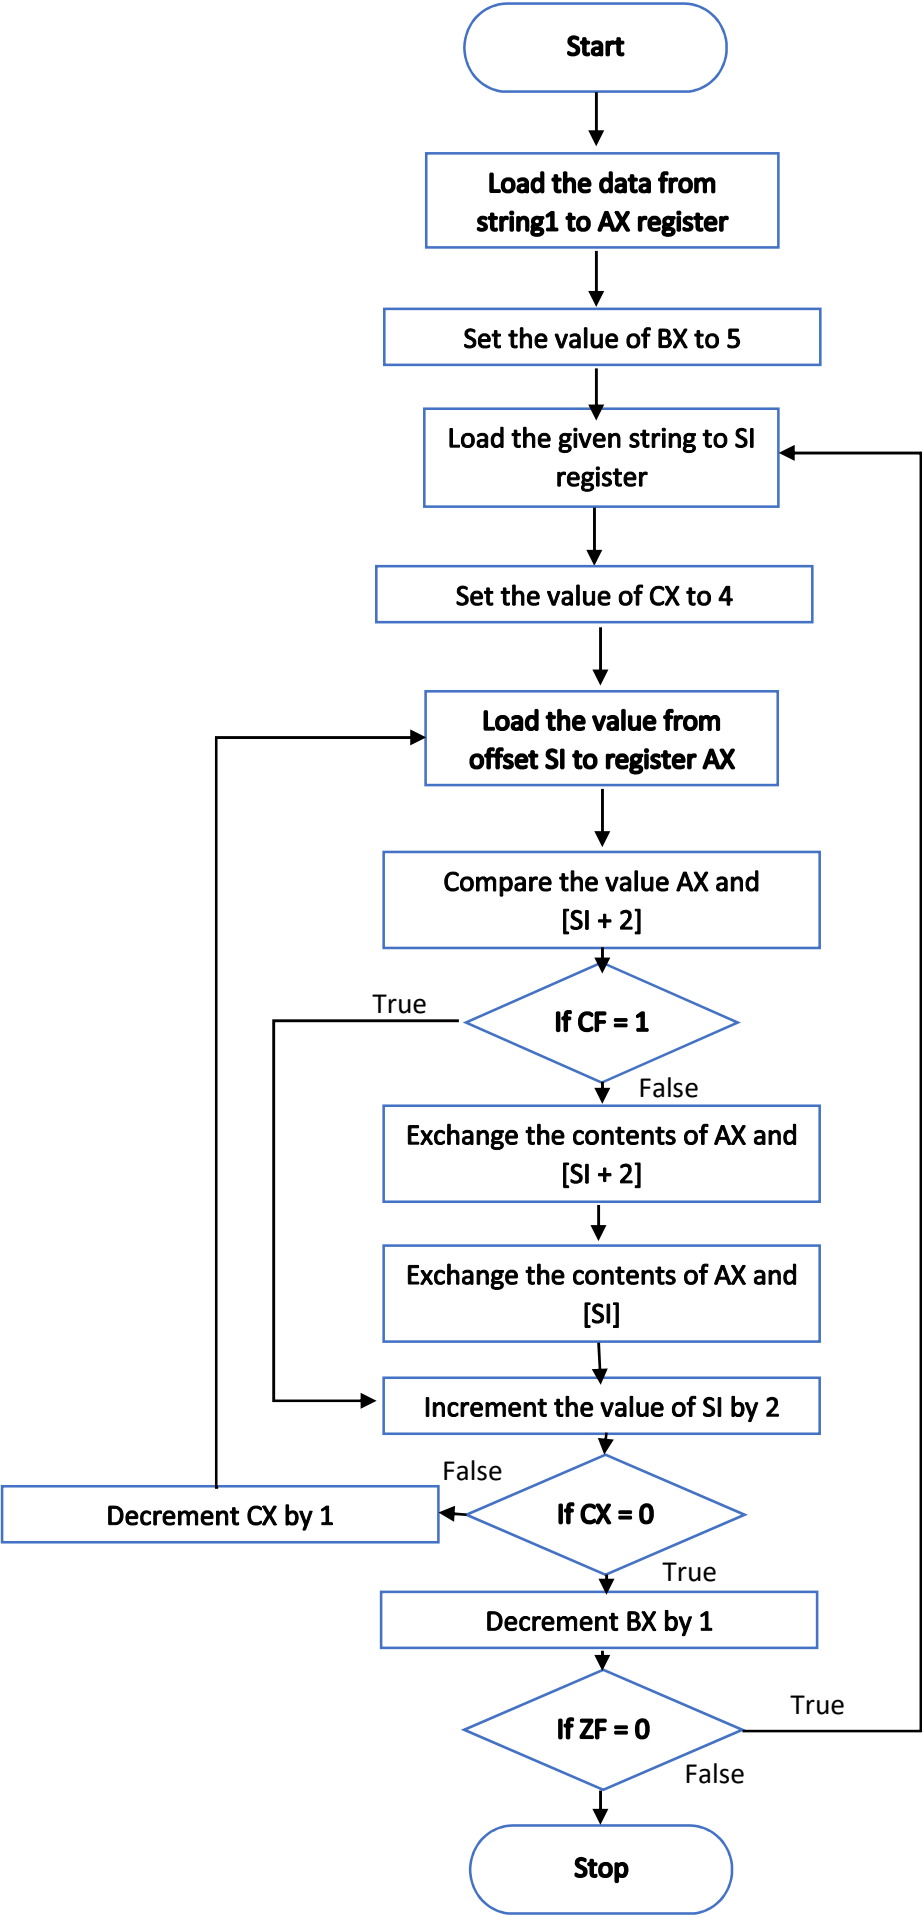 Start
Load the data from
string1 to AX register
Set the value of BX to 5
Load the given string to SI
register
Set the value of CX to 4
Load the value from
offset SI to register AX
Compare the value AX and
[SI + 2]
True
If CF = 1
False
Exchange the contents of AX and
[SI + 2]
Exchange the contents of AX and
[SI]
Increment the value of SI by 2
False
If CX = 0
Decrement CX by 1
True
Decrement BX by 1
If ZF = 0
True
False
Stop